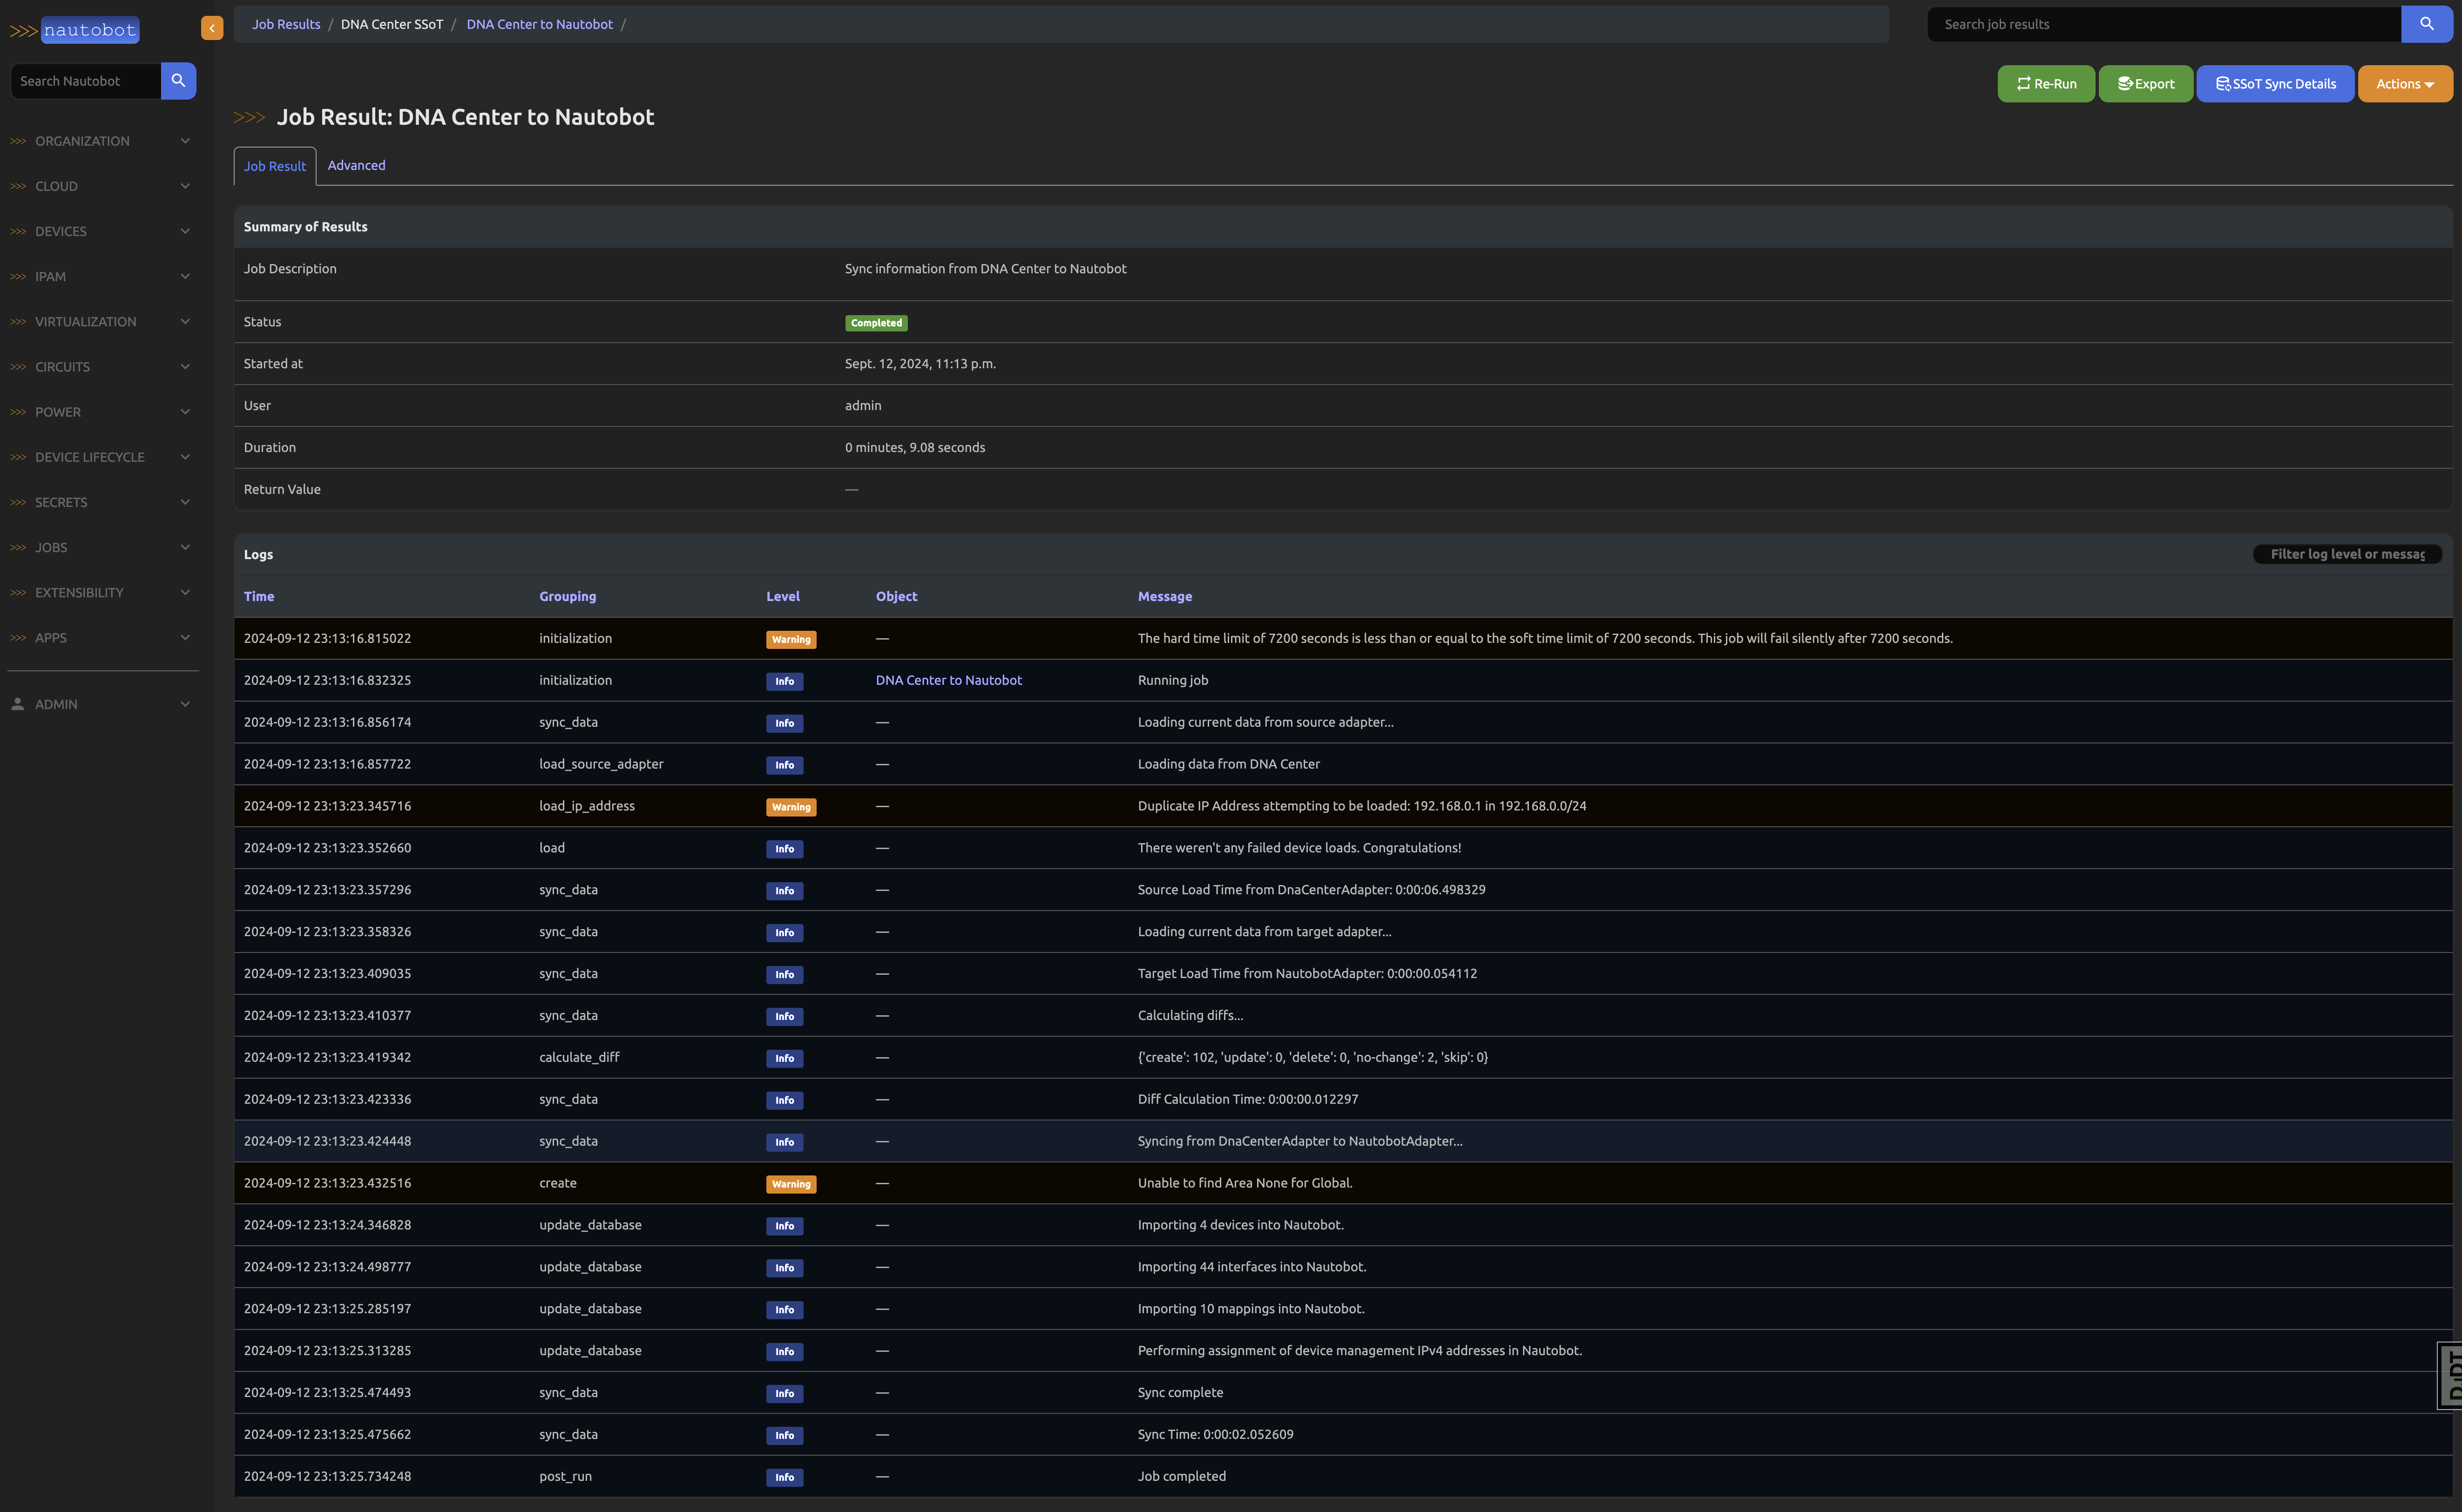 >>> nautobot
Search Nautobot
>>> ORGANIZATION
>>> CLOUD
>>> DEVICES
>>> IPAM
>>> VIRTUALIZATION
>>> CIRCUITS
>>> POWER
>>> DEVICE LIFECYCLE
>>> SECRETS
>>> JOBS
>>> EXTENSIBILITY
>>> APPS
ADMIN
Job Results / DNA Center SSoT / DNA Center to Nautobot /
Search job results
Re-Run Export SSoT Sync Details Actions
>>> Job Result: DNA Center to Nautobot
Job Result Advanced
Summary of Results
Job Description Sync information from DNA Center to Nautobot
Status Completed
Started at Sept. 12, 2024, 11:13 p.m.
User admin
Duration 0 minutes, 9.08 seconds
Return Value —
Logs Filter log level or messag
Time Grouping Level Object Message
2024-09-12 23:13:16.815022 initialization Warning — The hard time limit of 7200 seconds is less than or equal to the soft time limit of 7200 seconds. This job will fail silently after 7200 seconds.
2024-09-12 23:13:16.832325 initialization Info DNA Center to Nautobot Running job
2024-09-12 23:13:16.856174 sync_data Info — Loading current data from source adapter...
2024-09-12 23:13:16.857722 load_source_adapter Info — Loading data from DNA Center
2024-09-12 23:13:23.345716 load_ip_address Warning — Duplicate IP Address attempting to be loaded: 192.168.0.1 in 192.168.0.0/24
2024-09-12 23:13:23.352660 load Info — There weren't any failed device loads. Congratulations!
2024-09-12 23:13:23.357296 sync_data Info — Source Load Time from DnaCenterAdapter: 0:00:06.498329
2024-09-12 23:13:23.358326 sync_data Info — Loading current data from target adapter...
2024-09-12 23:13:23.409035 sync_data Info — Target Load Time from NautobotAdapter: 0:00:00.054112
2024-09-12 23:13:23.410377 sync_data Info — Calculating diffs...
2024-09-12 23:13:23.419342 calculate_diff Info — {'create': 102, 'update': 0, 'delete': 0, 'no-change': 2, 'skip': 0}
2024-09-12 23:13:23.423336 sync_data Info — Diff Calculation Time: 0:00:00.012297
2024-09-12 23:13:23.424448 sync_data Info — Syncing from DnaCenterAdapter to NautobotAdapter...
2024-09-12 23:13:23.432516 create Warning — Unable to find Area None for Global.
2024-09-12 23:13:24.346828 update_database Info — Importing 4 devices into Nautobot.
2024-09-12 23:13:24.498777 update_database Info — Importing 44 interfaces into Nautobot.
2024-09-12 23:13:25.285197 update_database Info — Importing 10 mappings into Nautobot.
2024-09-12 23:13:25.313285 update_database Info — Performing assignment of device management IPv4 addresses in Nautobot.
2024-09-12 23:13:25.474493 sync_data Info — Sync complete
2024-09-12 23:13:25.475662 sync_data Info — Sync Time: 0:00:02.052609
2024-09-12 23:13:25.734248 post_run Info — Job completed
DjDT